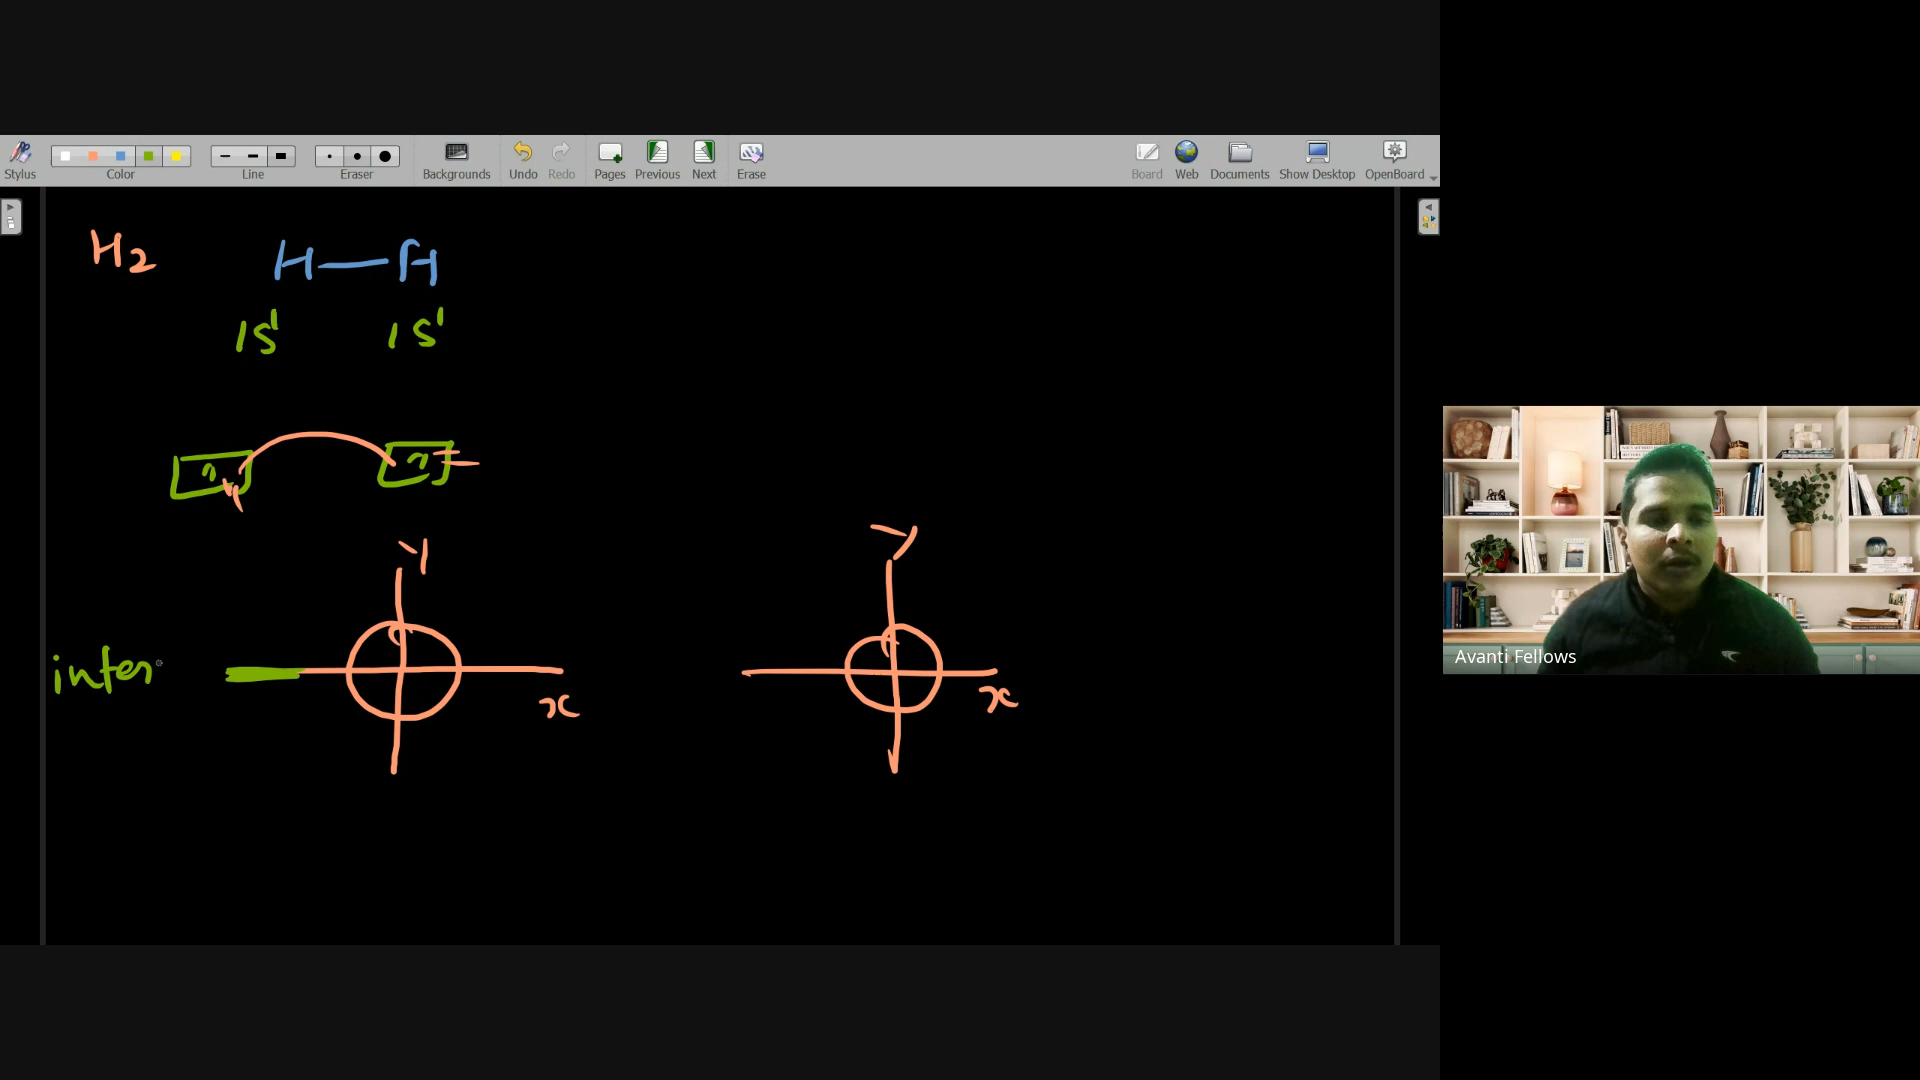 Stylus Color Line Eraser Backgrounds Undo Redo Pages Previous Next Erase Board Web Documents Show Desktop OpenBoard
H₂ H—H
1s¹ 1s¹
y y
inter
x x
Avanti Fellows